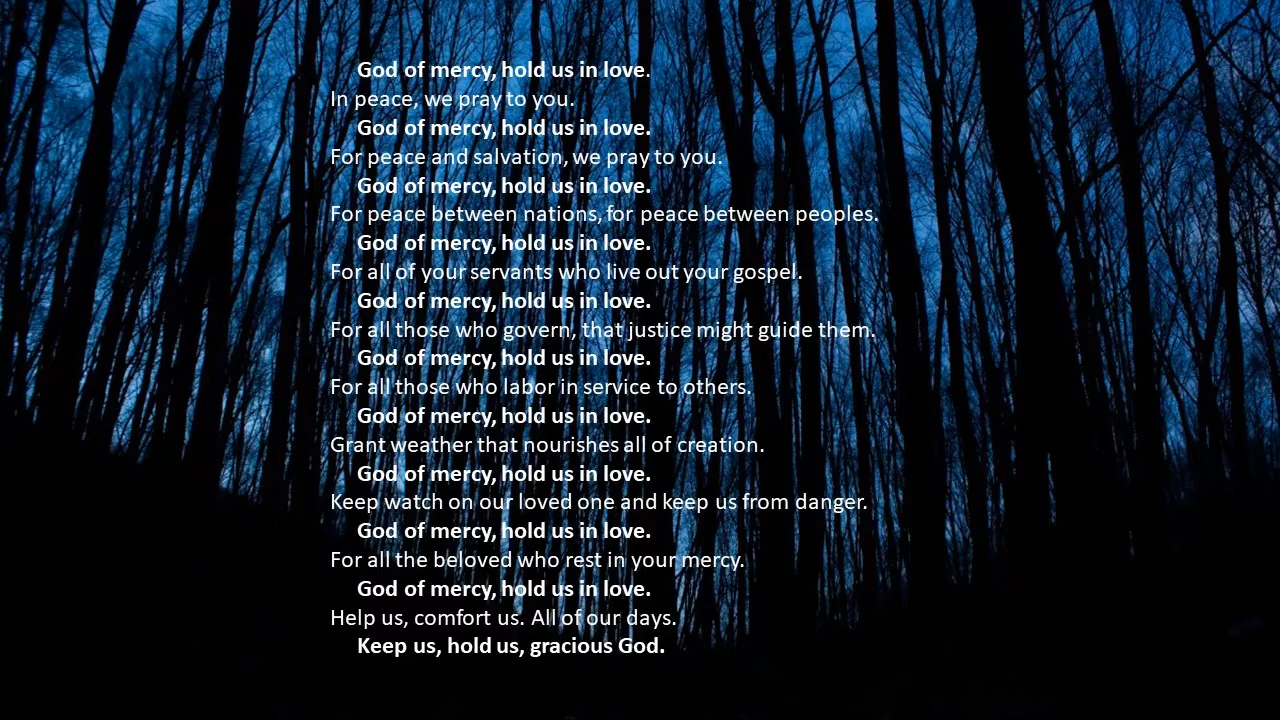 God of mercy, hold us in love.
In peace, we pray to you.
God of mercy, hold us in love.
For peace and salvation, we pray to you.
God of mercy, hold us in love.
For peace between nations, for peace between peoples.
God of mercy, hold us in love.
For all of your servants who live out your gospel.
God of mercy, hold us in love.
For all those who govern, that justice might guide them.
God of mercy, hold us in love.
For all those who labor in service to others.
God of mercy, hold us in love.
Grant weather that nourishes all of creation.
God of mercy, hold us in love.
Keep watch on our loved one and keep us from danger.
God of mercy, hold us in love.
For all the beloved who rest in your mercy.
God of mercy, hold us in love.
Help us, comfort us. All of our days.
Keep us, hold us, gracious God.